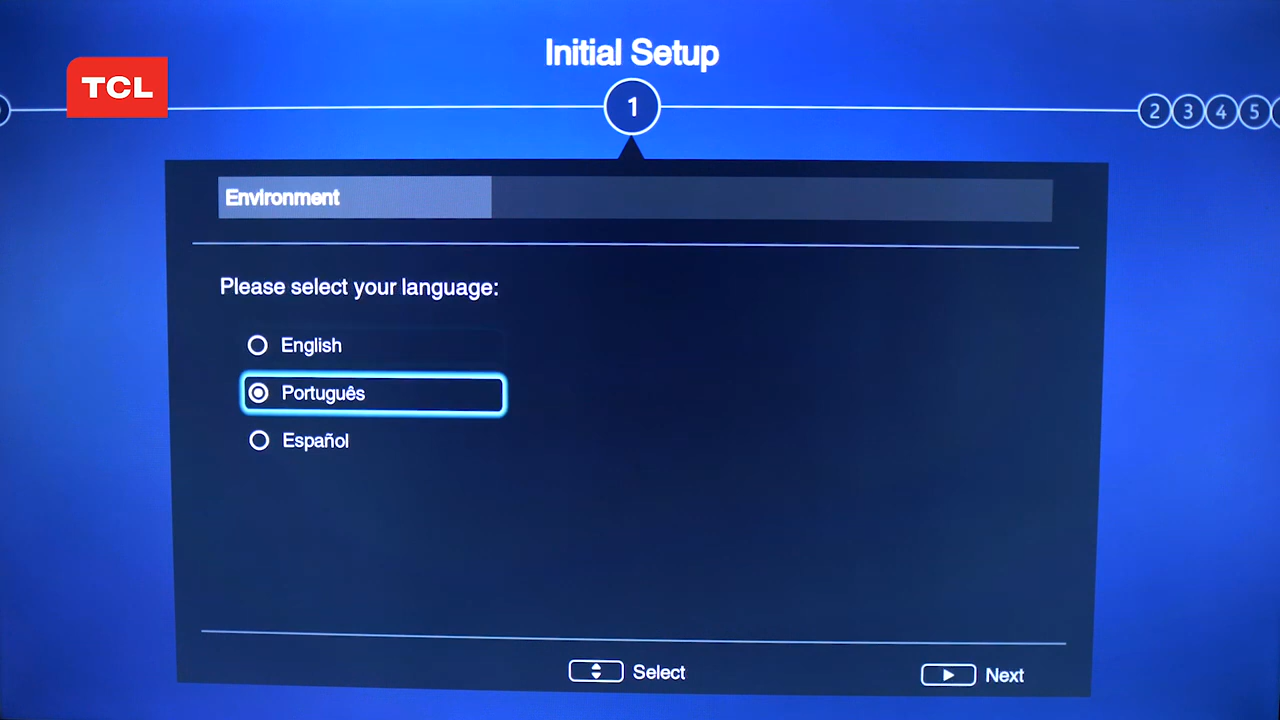 Initial Setup
TCL
1
2 3 4 5
Environment
Please select your language:
English
Português
Español
Select
Next